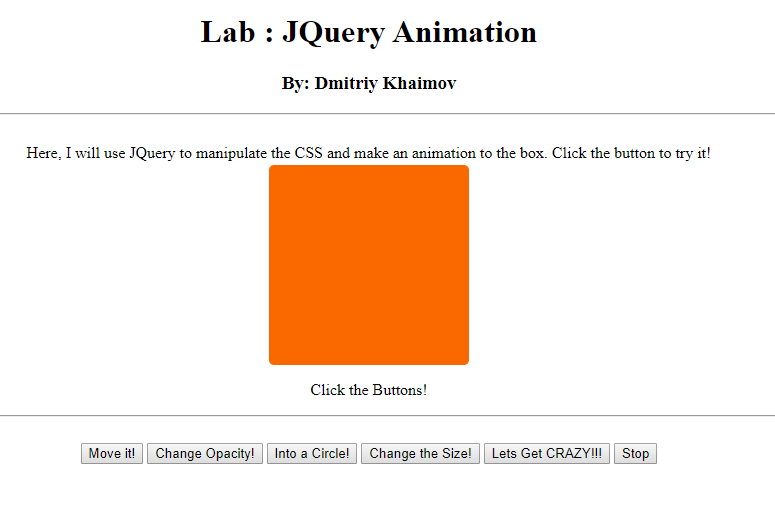 Lab : JQuery Animation
By: Dmitriy Khaimov
Here, I will use JQuery to manipulate the CSS and make an animation to the box. Click the button to try it!
Click the Buttons!
Move it! Change Opacity! Into a Circle! Change the Size! Lets Get CRAZY!!! Stop